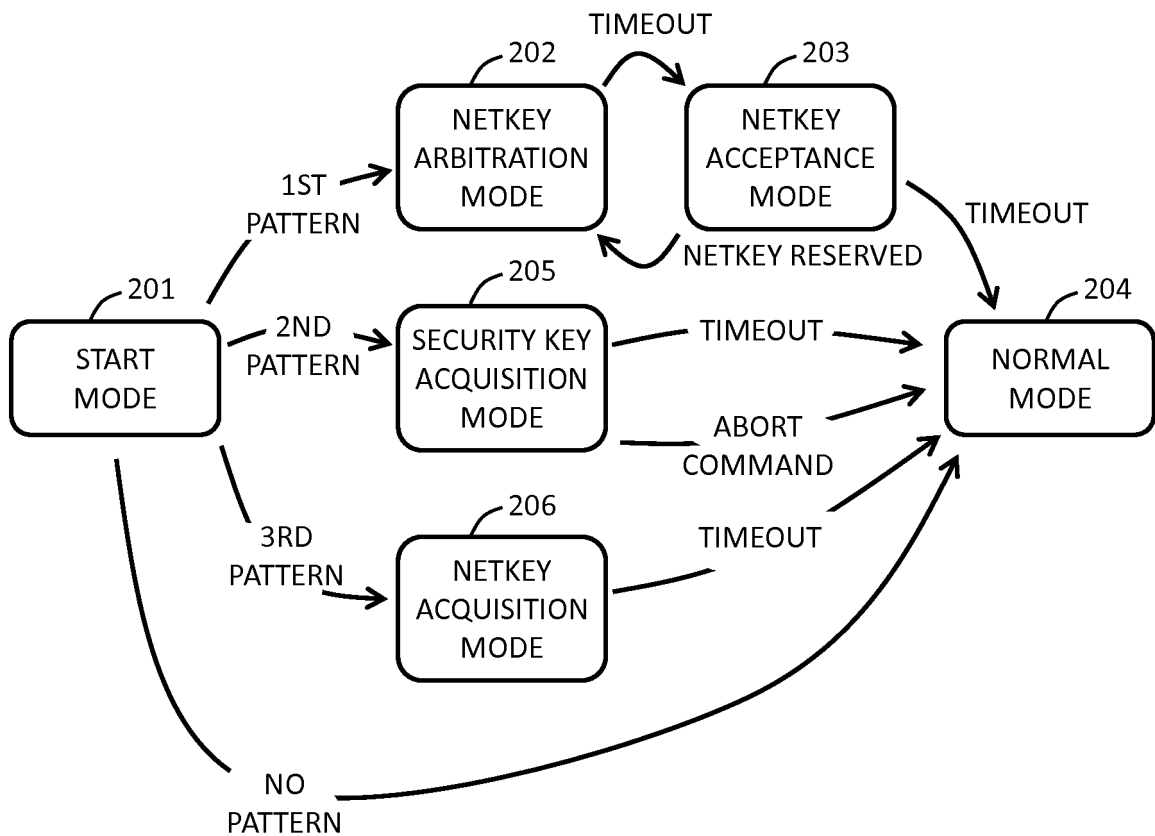 TIMEOUT
202
203
NETKEY
ARBITRATION
MODE
NETKEY
ACCEPTANCE
MODE
1ST
PATTERN
TIMEOUT
NETKEY RESERVED
201
205
204
START
MODE
2ND
PATTERN
SECURITY KEY
ACQUISITION
MODE
TIMEOUT
NORMAL
MODE
ABORT
COMMAND
206
3RD
PATTERN
NETKEY
ACQUISITION
MODE
TIMEOUT
NO
PATTERN